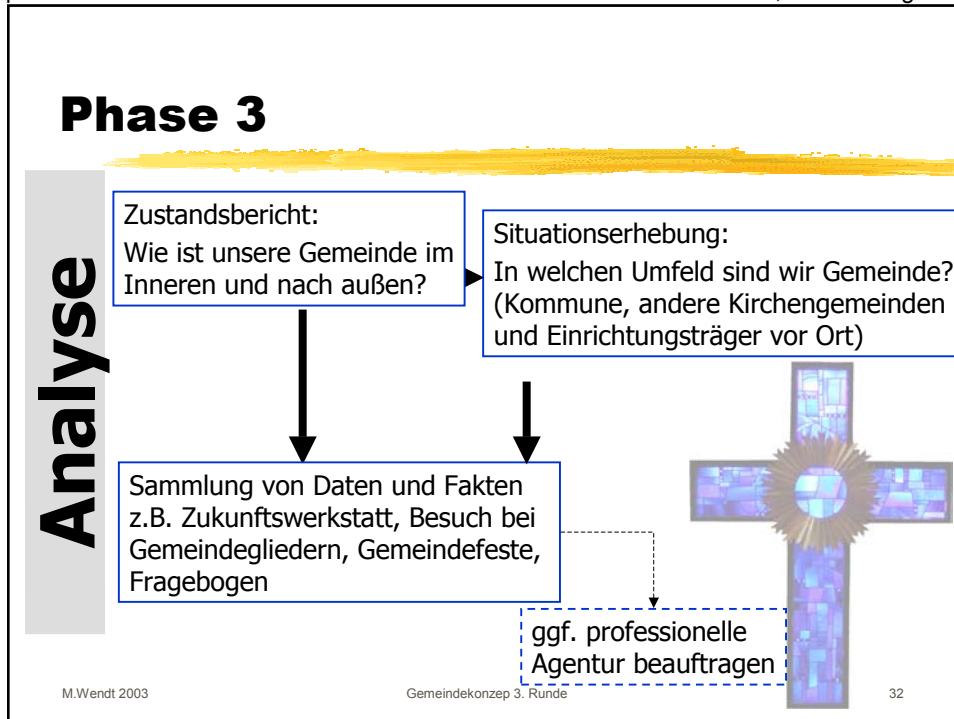 Phase 3
Analyse
Zustandsbericht:
Wie ist unsere Gemeinde im
Inneren und nach außen?
Situationserhebung:
In welchen Umfeld sind wir Gemeinde?
(Kommune, andere Kirchengemeinden
und Einrichtungsträger vor Ort)
Sammlung von Daten und Fakten
z.B. Zukunftswerkstatt, Besuch bei
Gemeindegliedern, Gemeindefeste,
Fragebogen
ggf. professionelle
Agentur beauftragen
M.Wendt 2003
Gemeindekonzep 3. Runde
32